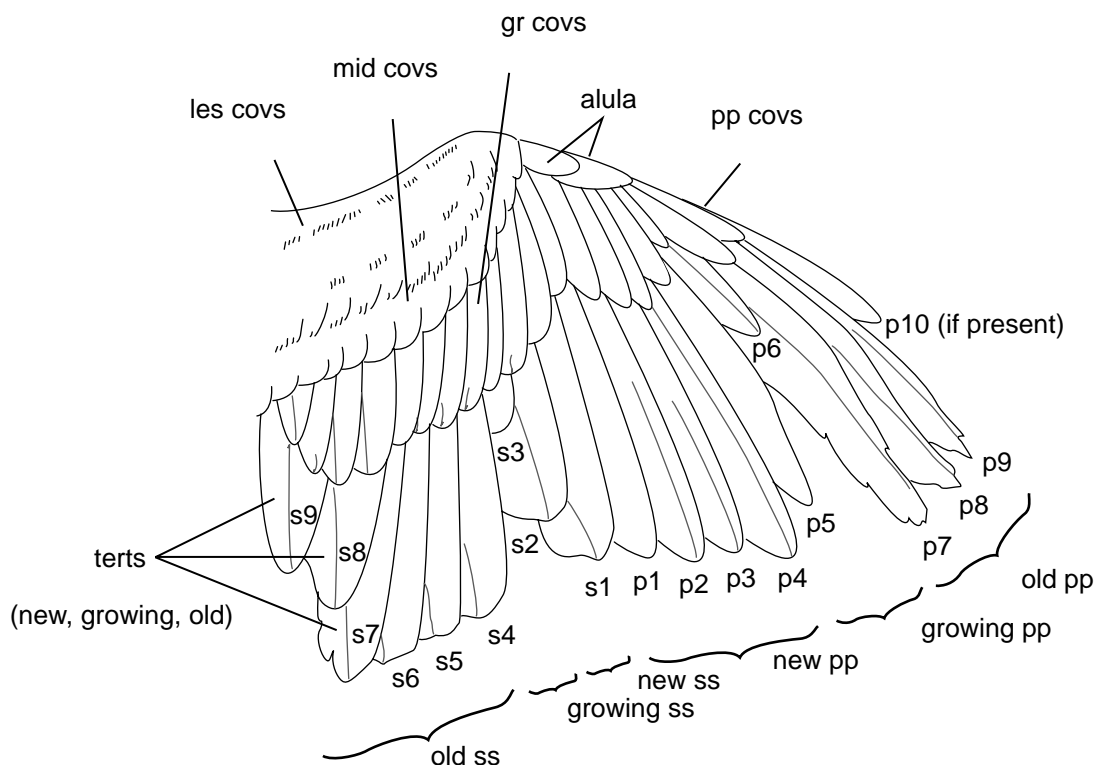 gr covs
mid covs
les covs
alula
pp covs
p10 (if present)
p6
s3
p9
p8
s9
p5
s2
s8
p7
terts
s1
p1
p2
p3
p4
old pp
(new, growing, old)
s7
s4
growing pp
s5
new pp
s6
new ss
growing ss
old ss